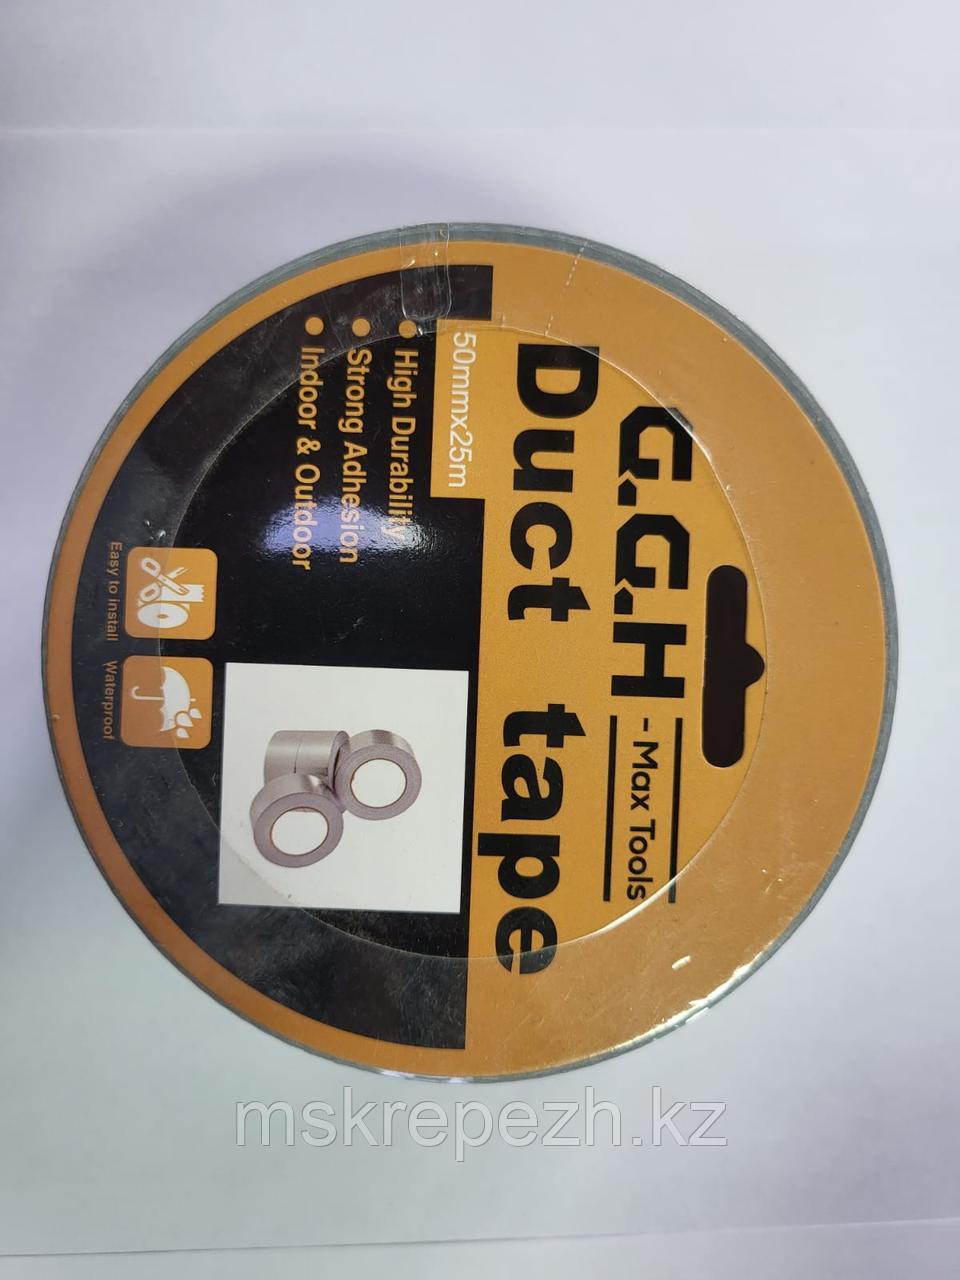 G.G.H
- Max Tools
Duct tape
50mmx25m
High Durability
Strong Adhesion
Indoor & Outdoor
Easy to install
Waterproof
mskrepezh.kz